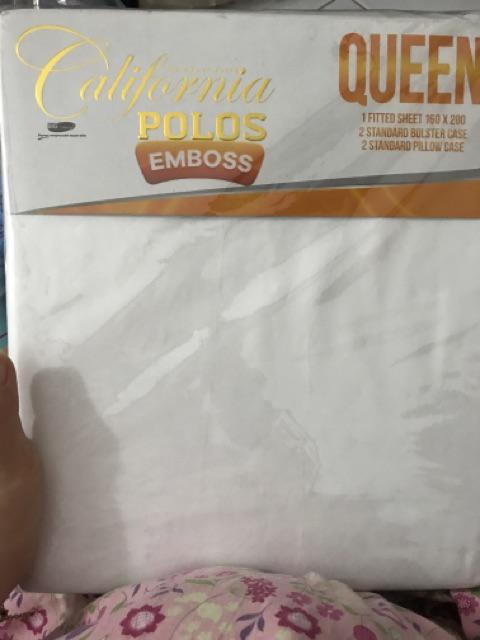 California
POLOS
EMBOSS
QUEEN
1 FITTED SHEET 160 X 200
2 STANDARD BOLSTER CASE
2 STANDARD PILLOW CASE